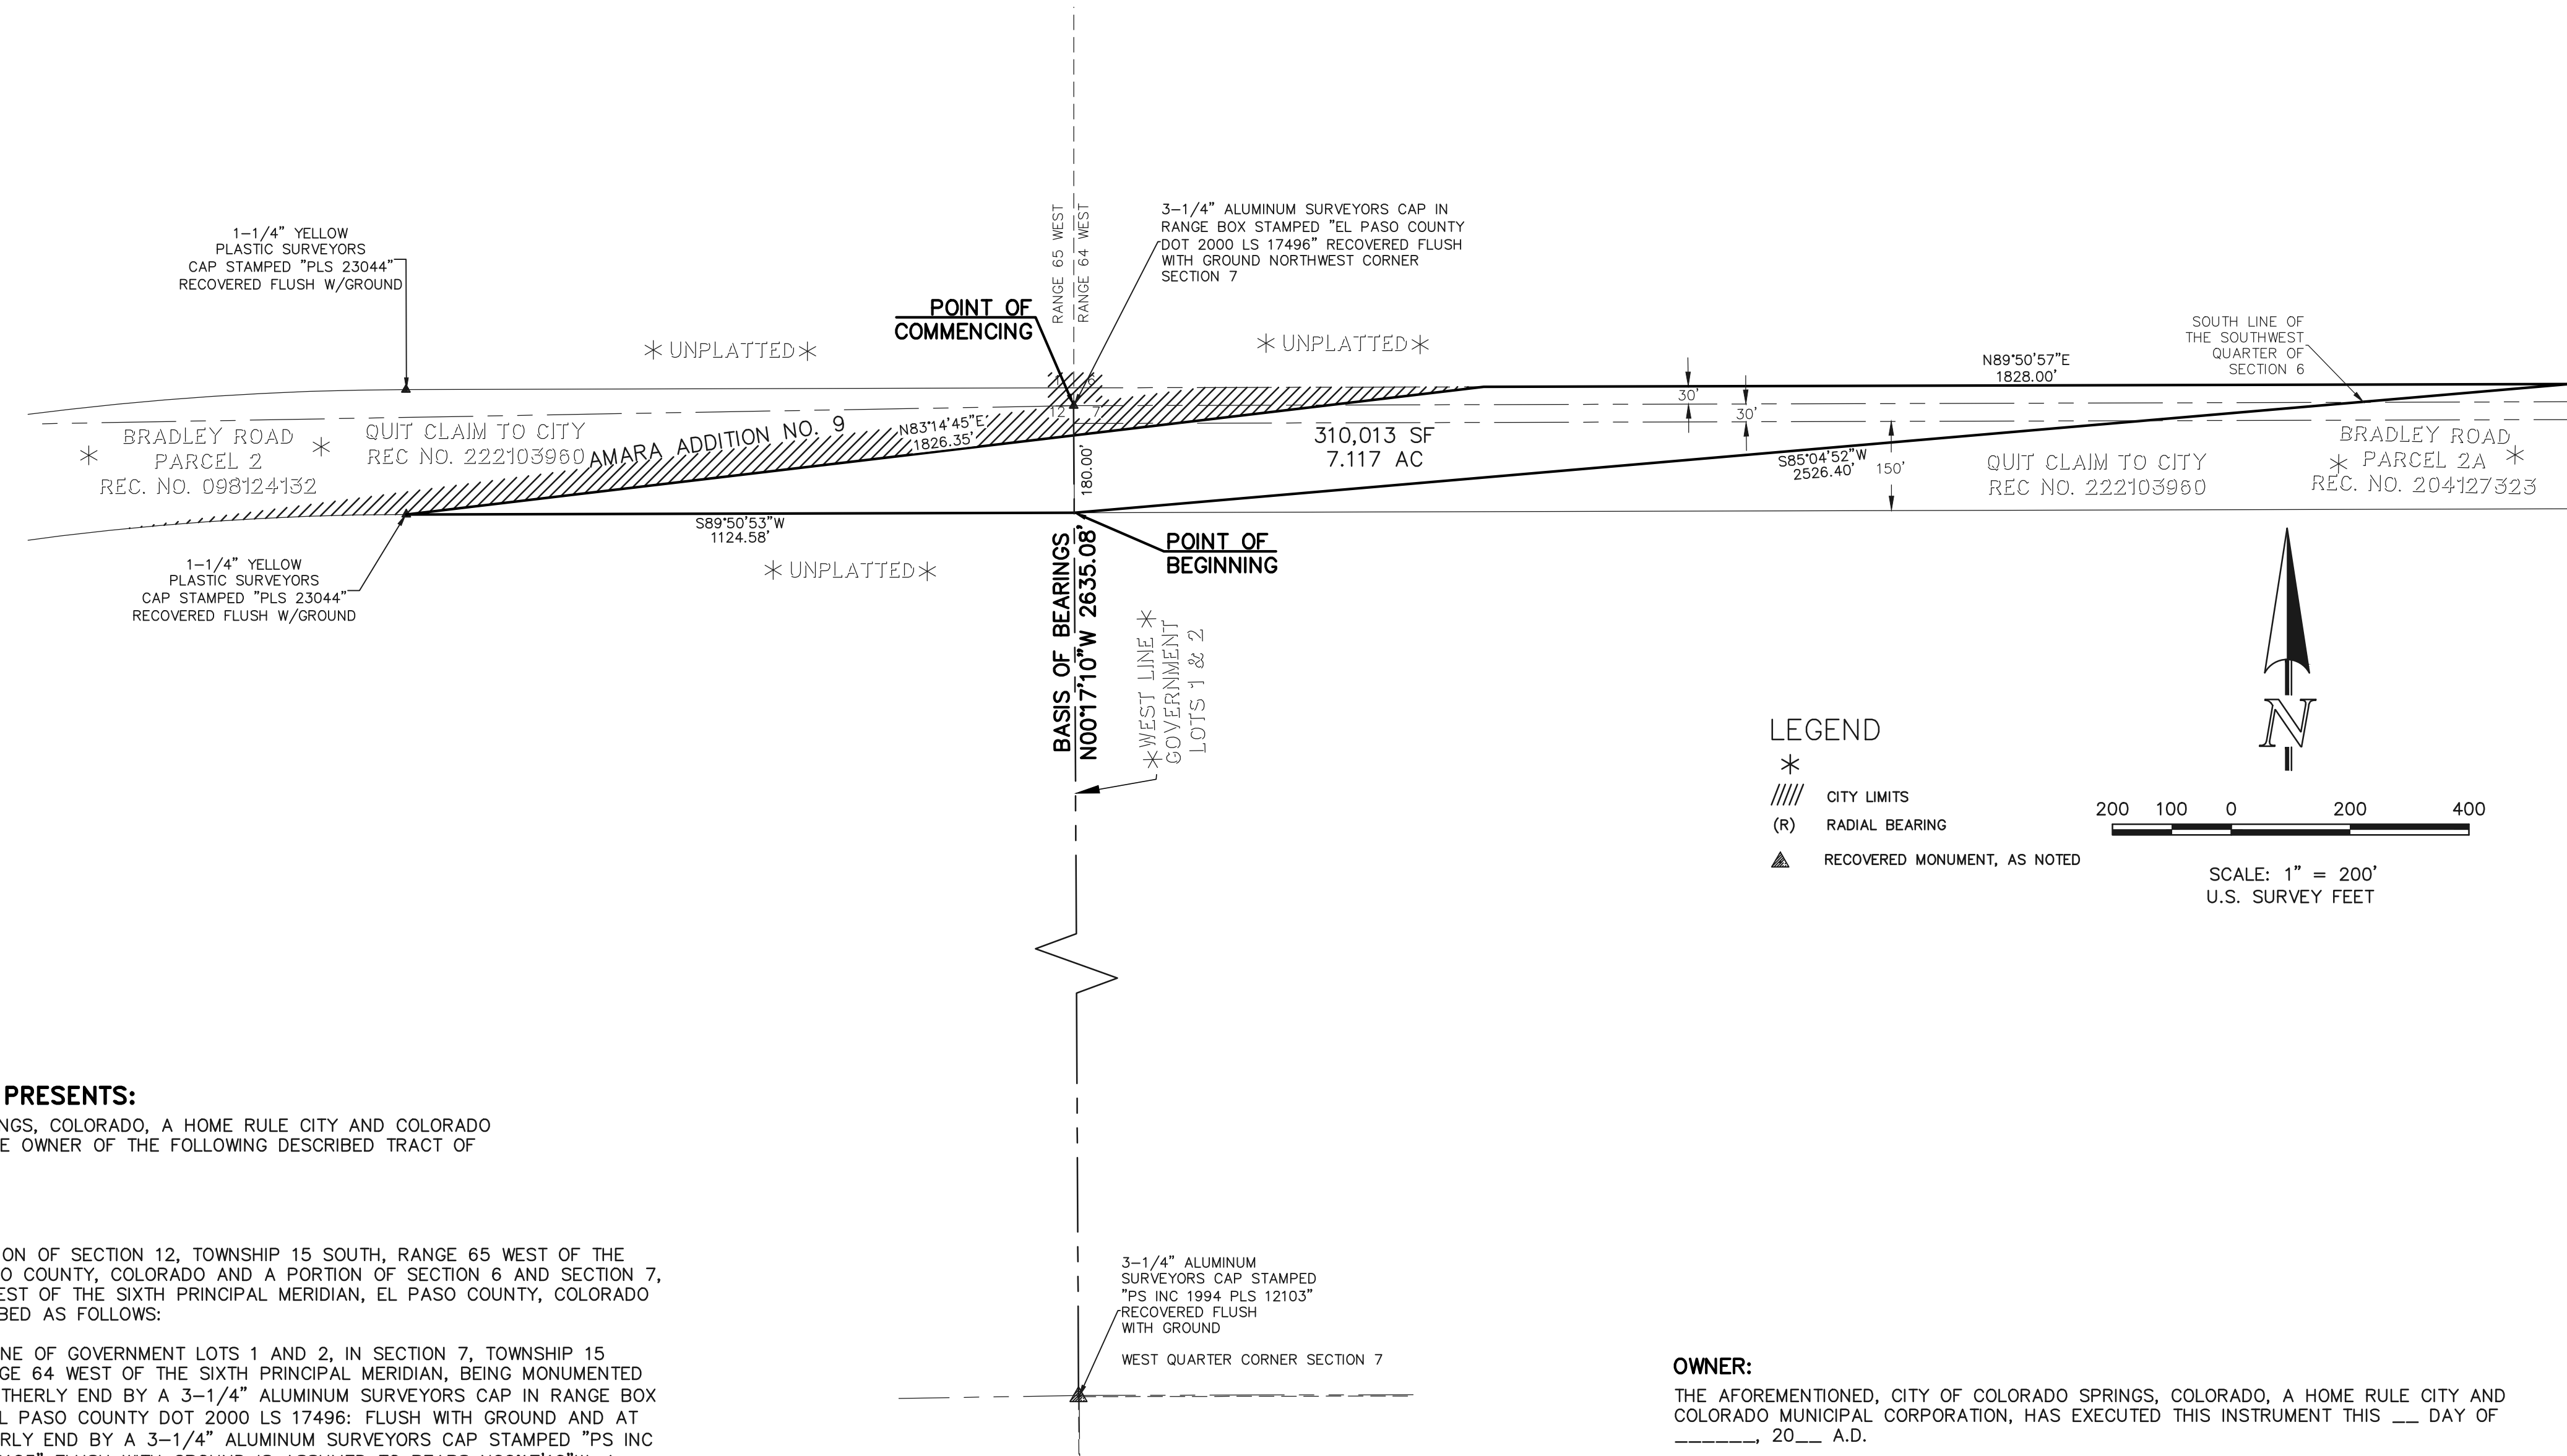 1-1/4" YELLOW
PLASTIC SURVEYORS
CAP STAMPED "PLS 23044"
RECOVERED FLUSH W/GROUND
RANGE 65 WEST
RANGE 64 WEST
3-1/4" ALUMINUM SURVEYORS CAP IN
RANGE BOX STAMPED "EL PASO COUNTY
DOT 2000 LS 17496" RECOVERED FLUSH
WITH GROUND NORTHWEST CORNER
SECTION 7
POINT OF
COMMENCING
* UNPLATTED *
* UNPLATTED *
SOUTH LINE OF
THE SOUTHWEST
QUARTER OF
SECTION 6
N89°50'57"E
1828.00'
1
6
12
7
30'
30'
* BRADLEY ROAD *
PARCEL 2
REC. NO. 098124132
QUIT CLAIM TO CITY
REC NO. 222103960
AMARA ADDITION NO. 9
N83°14'45"E
1826.35'
180.00'
310,013 SF
7.117 AC
S85°04'52"W
2526.40'
150'
QUIT CLAIM TO CITY
REC NO. 222103960
BRADLEY ROAD
* PARCEL 2A *
REC. NO. 204127323
S89°50'53"W
1124.58'
POINT OF
BEGINNING
* UNPLATTED *
1-1/4" YELLOW
PLASTIC SURVEYORS
CAP STAMPED "PLS 23044"
RECOVERED FLUSH W/GROUND
BASIS OF BEARINGS
N00°17'10"W 2635.08'
* WEST LINE *
GOVERNMENT
LOTS 1 & 2
N
LEGEND
*
CITY LIMITS
(R) RADIAL BEARING
RECOVERED MONUMENT, AS NOTED
200 100 0 200 400
SCALE: 1" = 200'
U.S. SURVEY FEET
PRESENTS:
NGS, COLORADO, A HOME RULE CITY AND COLORADO
E OWNER OF THE FOLLOWING DESCRIBED TRACT OF
ON OF SECTION 12, TOWNSHIP 15 SOUTH, RANGE 65 WEST OF THE
O COUNTY, COLORADO AND A PORTION OF SECTION 6 AND SECTION 7,
EST OF THE SIXTH PRINCIPAL MERIDIAN, EL PASO COUNTY, COLORADO
BED AS FOLLOWS:
NE OF GOVERNMENT LOTS 1 AND 2, IN SECTION 7, TOWNSHIP 15
GE 64 WEST OF THE SIXTH PRINCIPAL MERIDIAN, BEING MONUMENTED
THERLY END BY A 3-1/4" ALUMINUM SURVEYORS CAP IN RANGE BOX
L PASO COUNTY DOT 2000 LS 17496: FLUSH WITH GROUND AND AT
RLY END BY A 3-1/4" ALUMINUM SURVEYORS CAP STAMPED "PS INC
3-1/4" ALUMINUM
SURVEYORS CAP STAMPED
"PS INC 1994 PLS 12103"
RECOVERED FLUSH
WITH GROUND
WEST QUARTER CORNER SECTION 7
OWNER:
THE AFOREMENTIONED, CITY OF COLORADO SPRINGS, COLORADO, A HOME RULE CITY AND
COLORADO MUNICIPAL CORPORATION, HAS EXECUTED THIS INSTRUMENT THIS __ DAY OF
______, 20__ A.D.